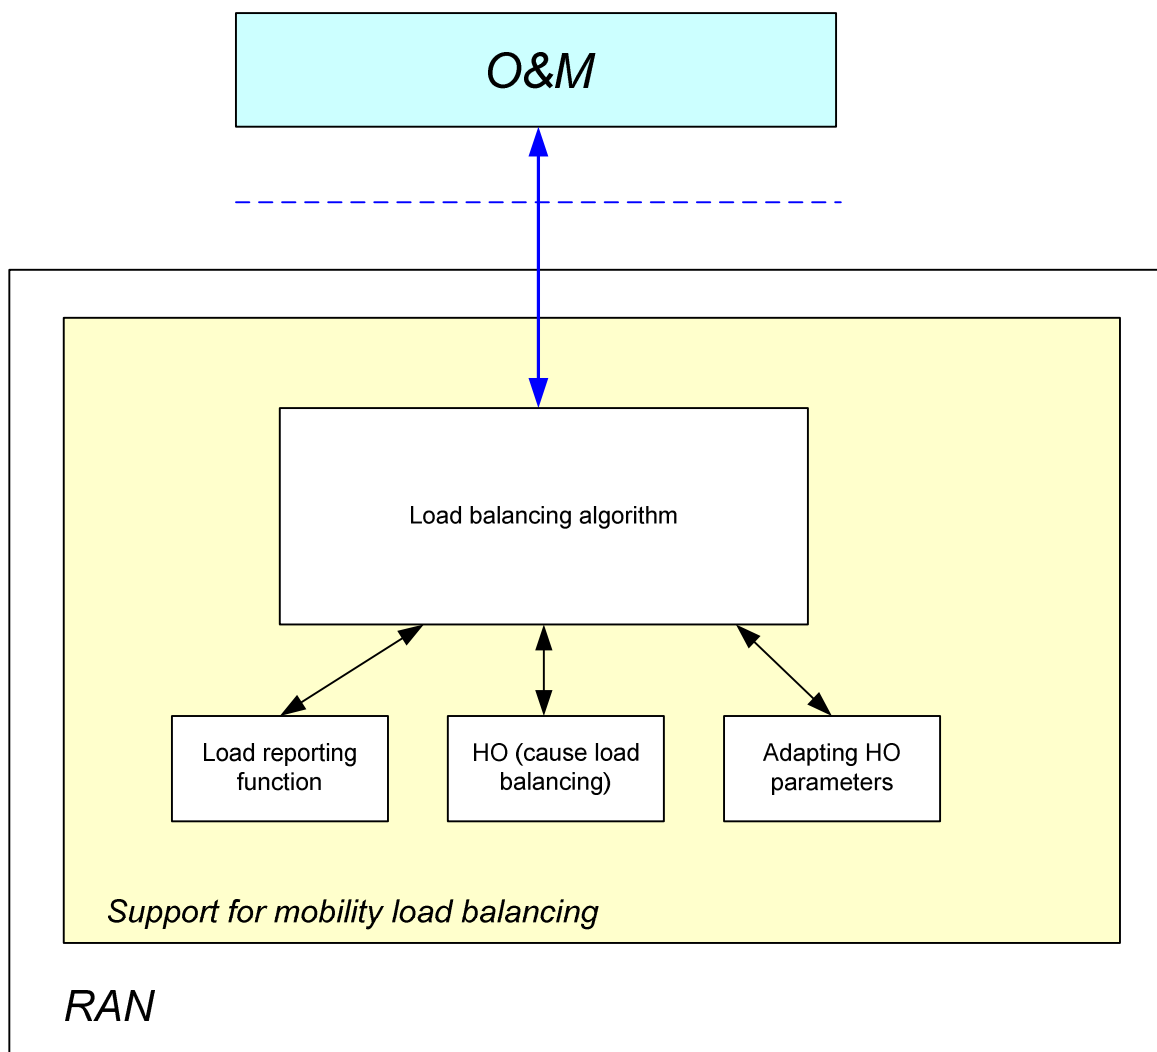 O&M
Load balancing algorithm
Load reporting
function
HO (cause load
balancing)
Adapting HO
parameters
Support for mobility load balancing
RAN